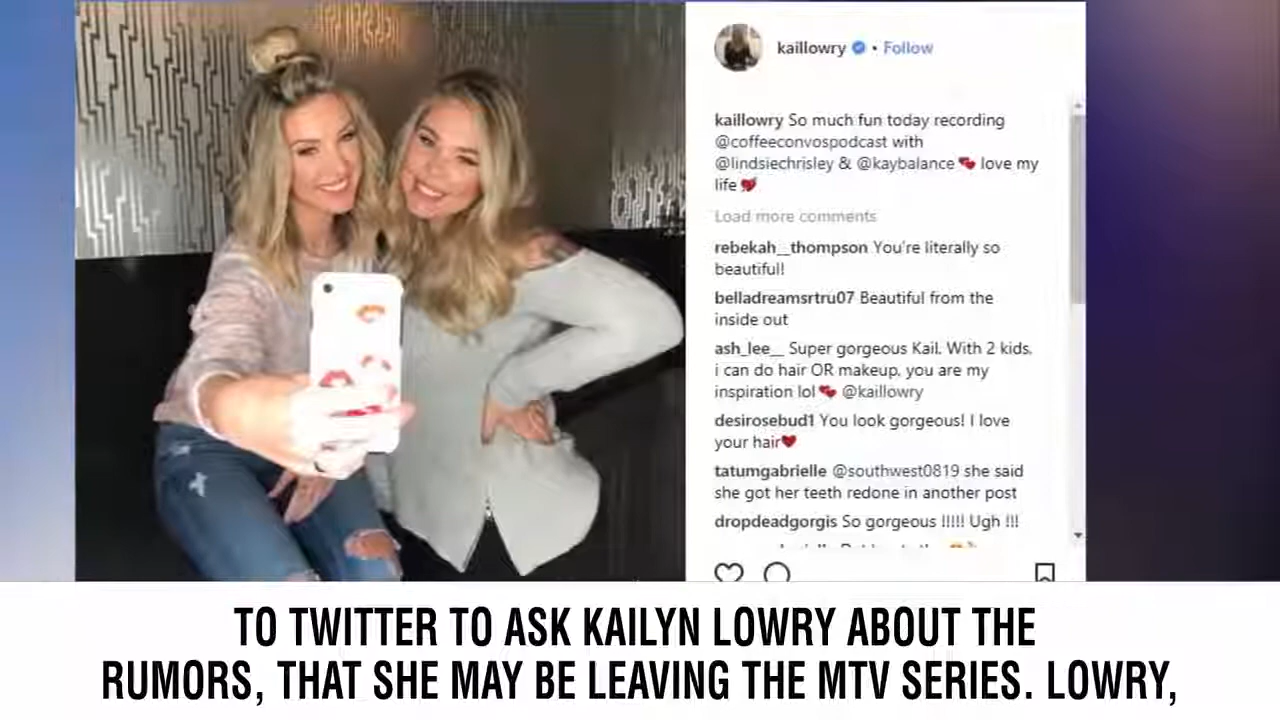 kaillowry • Follow
kaillowry So much fun today recording
@coffeeconvospodcast with
@lindsiechrisley & @kaybalance 💕 love my
life 💘
Load more comments
rebekah__thompson You're literally so
beautiful!
belladreamsrtru07 Beautiful from the
inside out
ash_lee__ Super gorgeous Kail. With 2 kids,
i can do hair OR makeup, you are my
inspiration lol 💕 @kaillowry
desirosebud1 You look gorgeous! I love
your hair❤
tatumgabrielle @southwest0819 she said
she got her teeth redone in another post
dropdeadgorgis So gorgeous !!!!! Ugh !!!
TO TWITTER TO ASK KAILYN LOWRY ABOUT THE
RUMORS, THAT SHE MAY BE LEAVING THE MTV SERIES. LOWRY,